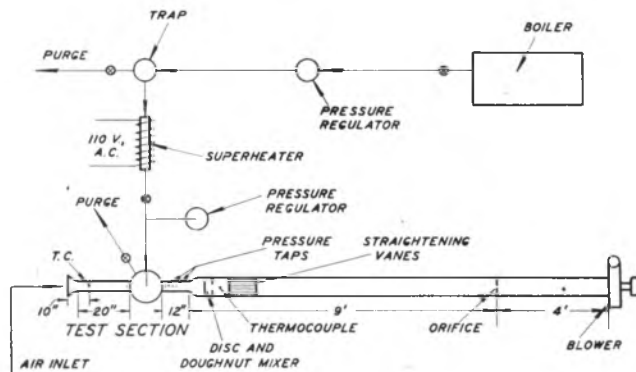 TRAP
PURGE
BOILER
PRESSURE
REGULATOR
110 V.
A.C.
SUPERHEATER
PURGE
PRESSURE
REGULATOR
T.C.
PRESSURE
TAPS
STRAIGHTENING
VANES
10"
20"
12"
9'
4'
TEST SECTION
THERMOCOUPLE
ORIFICE
DISC AND
DOUGHNUT MIXER
BLOWER
AIR INLET